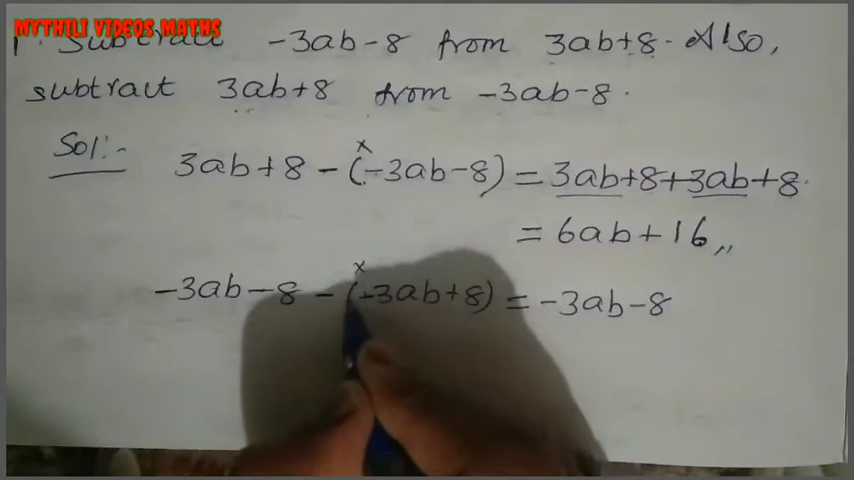 MYTHILI VIDEOS MATHS
1. Subtract -3ab-8 from 3ab+8. Also,
subtract 3ab+8 from -3ab-8.
Sol:-
3ab+8 - (-3ab-8) = 3ab+8+3ab+8.
= 6ab+16,,
-3ab-8 - (-3ab+8) = -3ab-8